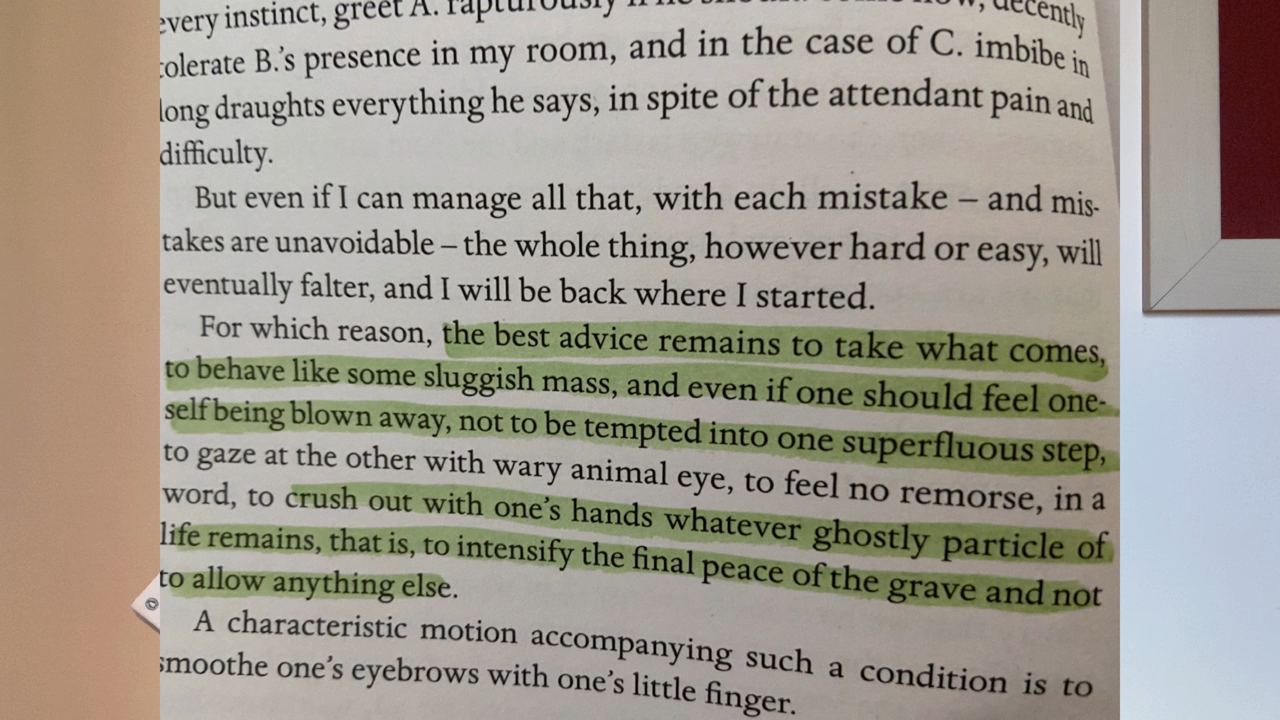 every instinct, greet A. rapturously if he should come now, decently
tolerate B.'s presence in my room, and in the case of C. imbibe in
long draughts everything he says, in spite of the attendant pain and
difficulty.
But even if I can manage all that, with each mistake – and mis-
takes are unavoidable – the whole thing, however hard or easy, will
eventually falter, and I will be back where I started.
For which reason, the best advice remains to take what comes,
to behave like some sluggish mass, and even if one should feel one-
self being blown away, not to be tempted into one superfluous step,
to gaze at the other with wary animal eye, to feel no remorse, in a
word, to crush out with one's hands whatever ghostly particle of
life remains, that is, to intensify the final peace of the grave and not
to allow anything else.
A characteristic motion accompanying such a condition is to
smoothe one's eyebrows with one's little finger.